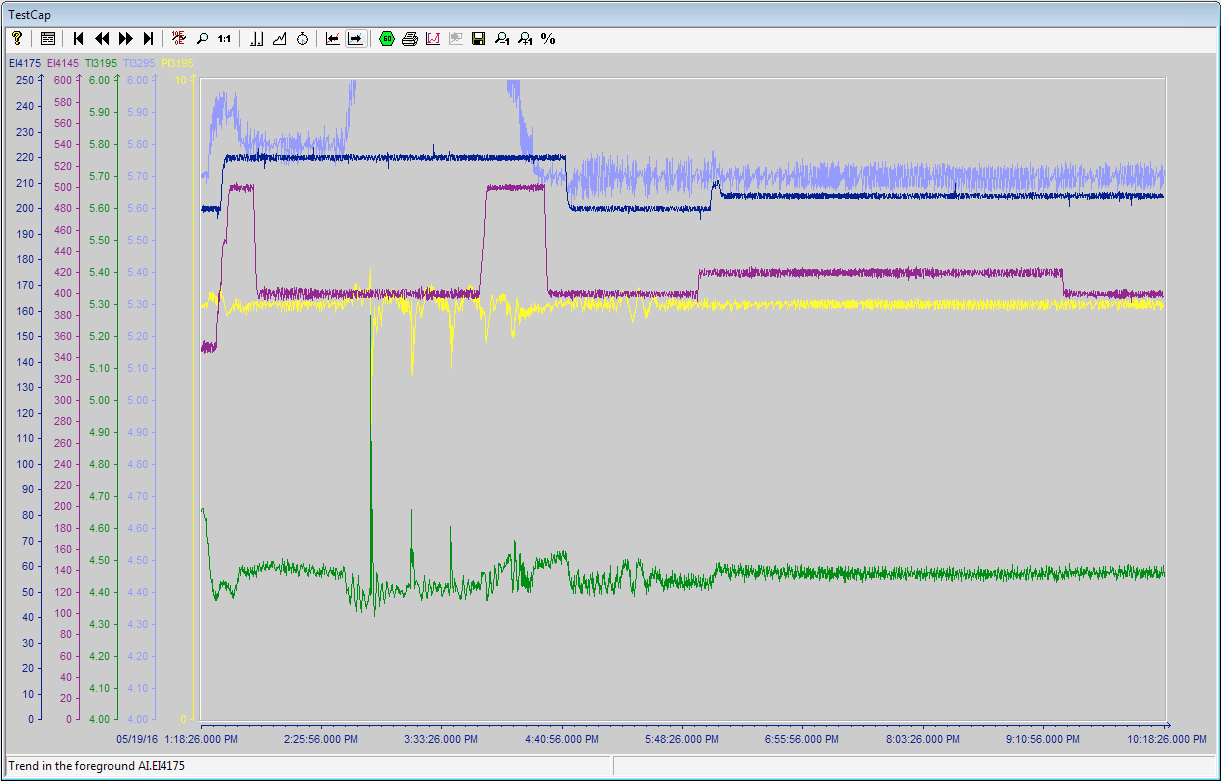 TestCap
1:1 GO -1 +1 %
EI4175 EI4145 TI3195 TI3295 PI3195
250 600 6.00 6.00 10
240 580 5.90 5.90
230 560 5.80 5.80
220 540 5.70 5.70
210 520 5.60 5.60
200 500 5.50 5.50
190 480 5.40 5.40
180 460 5.30 5.30
170 440 5.20 5.20
160 420 5.10 5.10
150 400 5.00 5.00
140 380 4.90 4.90
130 360 4.80 4.80
120 340 4.70 4.70
110 320 4.60 4.60
100 300 4.50 4.50
90 280 4.40 4.40
80 260 4.30 4.30
70 240 4.20 4.20
60 220 4.10 4.10
50 200 4.00 4.00
40 180
30 160
20 140
10 120
0 100
80
60
40
20
0
0
05/19/16 1:18:26.000 PM 2:25:56.000 PM 3:33:26.000 PM 4:40:56.000 PM 5:48:26.000 PM 6:55:56.000 PM 8:03:26.000 PM 9:10:56.000 PM 10:18:26.000 PM
Trend in the foreground AI.EI4175